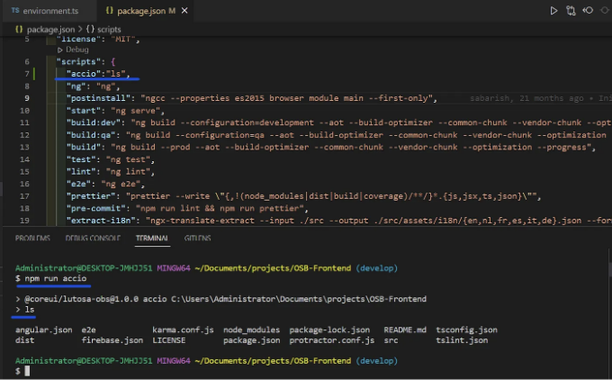 TS environment.ts
package.json M ×
package.json > {} scripts
5 "license": "MIT",
Debug
6 "scripts": {
7 "accio":"ls",
8 "ng": "ng",
9 "postinstall": "ngcc --properties es2015 browser module main --first-only", sabarish, 21 months ago • Ini
10 "start": "ng serve",
11 "build:dev": "ng build --configuration=development --aot --build-optimizer --common-chunk --vendor-chunk --opt
12 "build:qa": "ng build --configuration=qa --aot --build-optimizer --common-chunk --vendor-chunk --optimization
13 "build": "ng build --prod --aot --build-optimizer --common-chunk --vendor-chunk --optimization --progress",
14 "test": "ng test",
15 "lint": "ng lint",
16 "e2e": "ng e2e",
17 "prettier": "prettier --write \"{,!(node_modules|dist|build|coverage)/**/}*.{js,jsx,ts,json}\"",
18 "pre-commit": "npm run lint && npm run prettier",
19 "extract-i18n": "ngx-translate-extract --input ./src --output ./src/assets/i18n/{en,nl,fr,es,it,de}.json --for
PROBLEMS DEBUG CONSOLE TERMINAL GITLENS
Administrator@DESKTOP-JMHJJ51 MINGW64 ~/Documents/projects/OSB-Frontend (develop)
$ npm run accio
> @coreui/lutosa-obs@1.0.0 accio C:\Users\Administrator\Documents\projects\OSB-Frontend
> ls
angular.json e2e karma.conf.js node_modules package-lock.json README.md tsconfig.json
dist firebase.json LICENSE package.json protractor.conf.js src tslint.json
Administrator@DESKTOP-JMHJJ51 MINGW64 ~/Documents/projects/OSB-Frontend (develop)
$